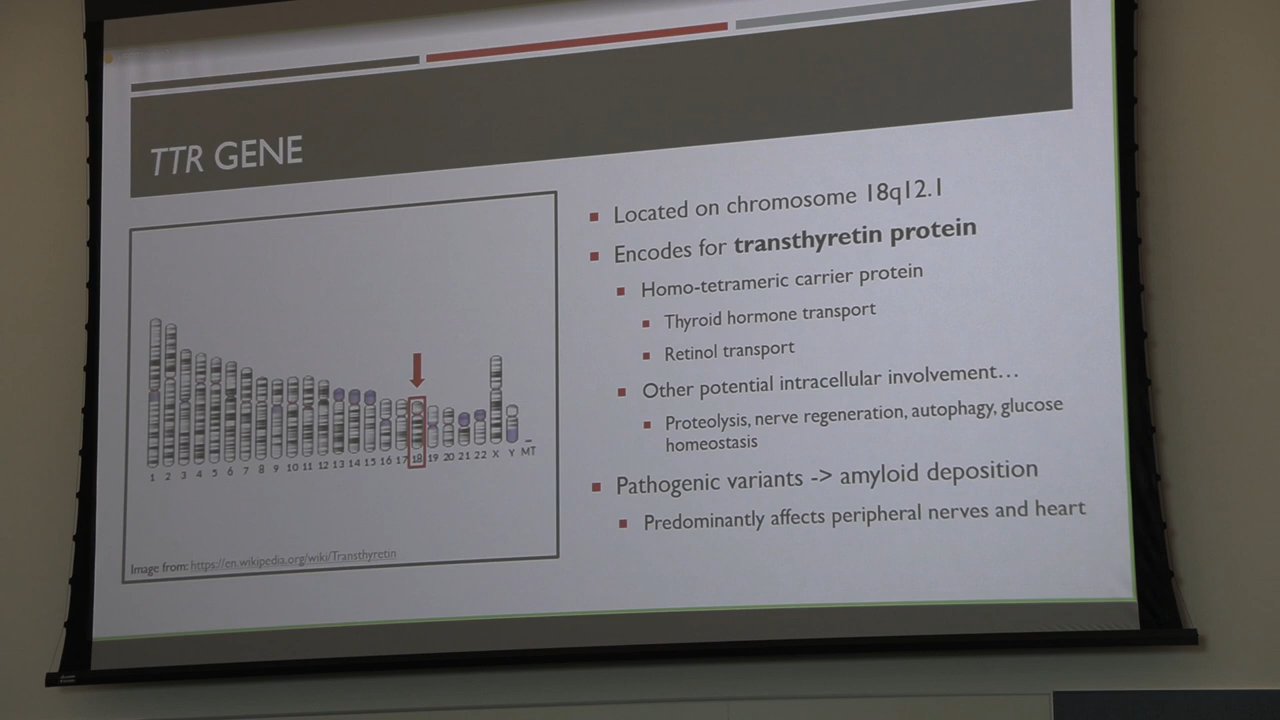 TTR GENE
Located on chromosome 18q12.1
Encodes for transthyretin protein
Homo-tetrameric carrier protein
Thyroid hormone transport
Retinol transport
Other potential intracellular involvement…
Proteolysis, nerve regeneration, autophagy, glucose
homeostasis
Pathogenic variants -> amyloid deposition
Predominantly affects peripheral nerves and heart
1 2 3 4 5 6 7 8 9 10 11 12 13 14 15 16 17 18 19 20 21 22 X Y MT
Image from: https://en.wikipedia.org/wiki/Transthyretin